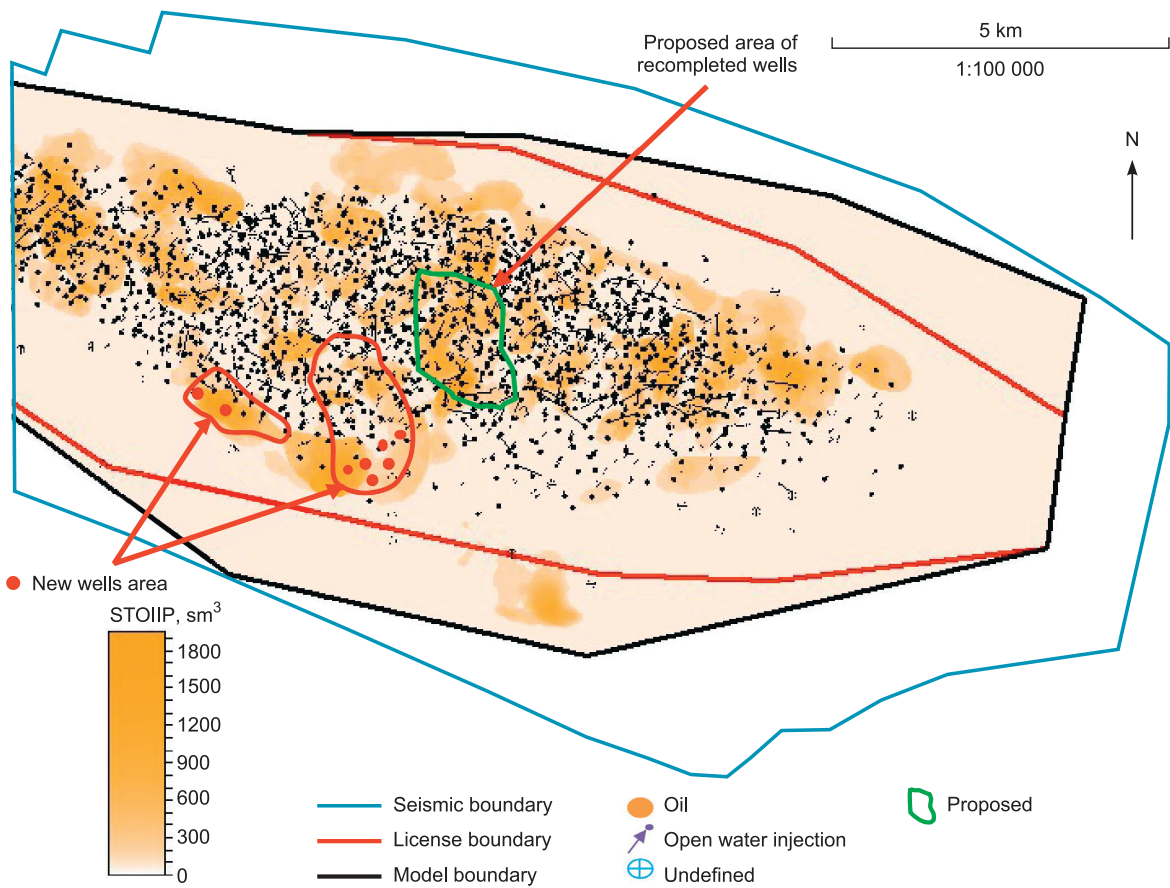 Proposed area of
recompleted wells
5 km
1:100 000
N
New wells area
STOIIP, sm³
1800
1500
1200
900
600
300
0
Seismic boundary
License boundary
Model boundary
Oil
Open water injection
Undefined
Proposed